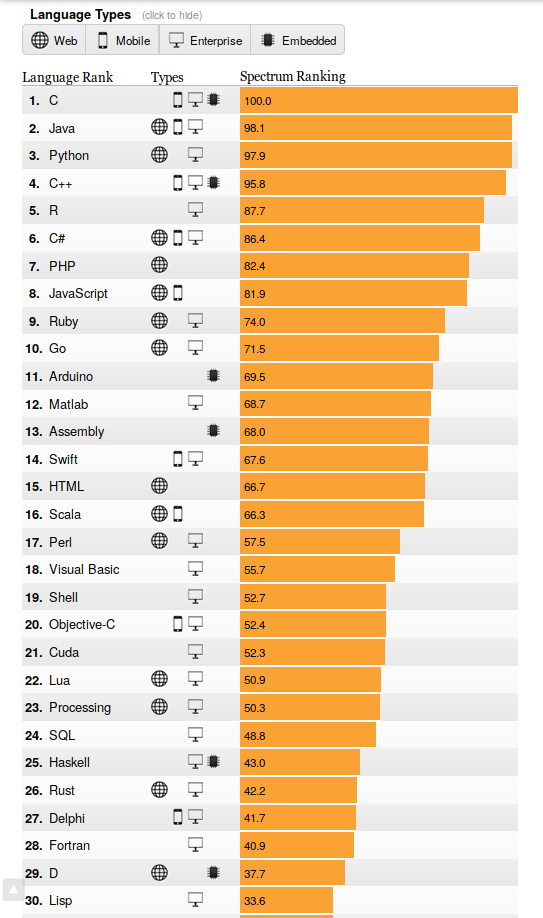 Language Types (click to hide)
Web Mobile Enterprise Embedded
Language Rank Types Spectrum Ranking
1. C 100.0
2. Java 98.1
3. Python 97.9
4. C++ 95.8
5. R 87.7
6. C# 86.4
7. PHP 82.4
8. JavaScript 81.9
9. Ruby 74.0
10. Go 71.5
11. Arduino 69.5
12. Matlab 68.7
13. Assembly 68.0
14. Swift 67.6
15. HTML 66.7
16. Scala 66.3
17. Perl 57.5
18. Visual Basic 55.7
19. Shell 52.7
20. Objective-C 52.4
21. Cuda 52.3
22. Lua 50.9
23. Processing 50.3
24. SQL 48.8
25. Haskell 43.0
26. Rust 42.2
27. Delphi 41.7
28. Fortran 40.9
29. D 37.7
30. Lisp 33.6